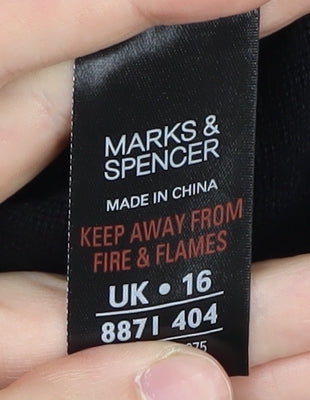 MARKS &
SPENCER
MADE IN CHINA
KEEP AWAY FROM
FIRE & FLAMES
UK • 16
8871 404